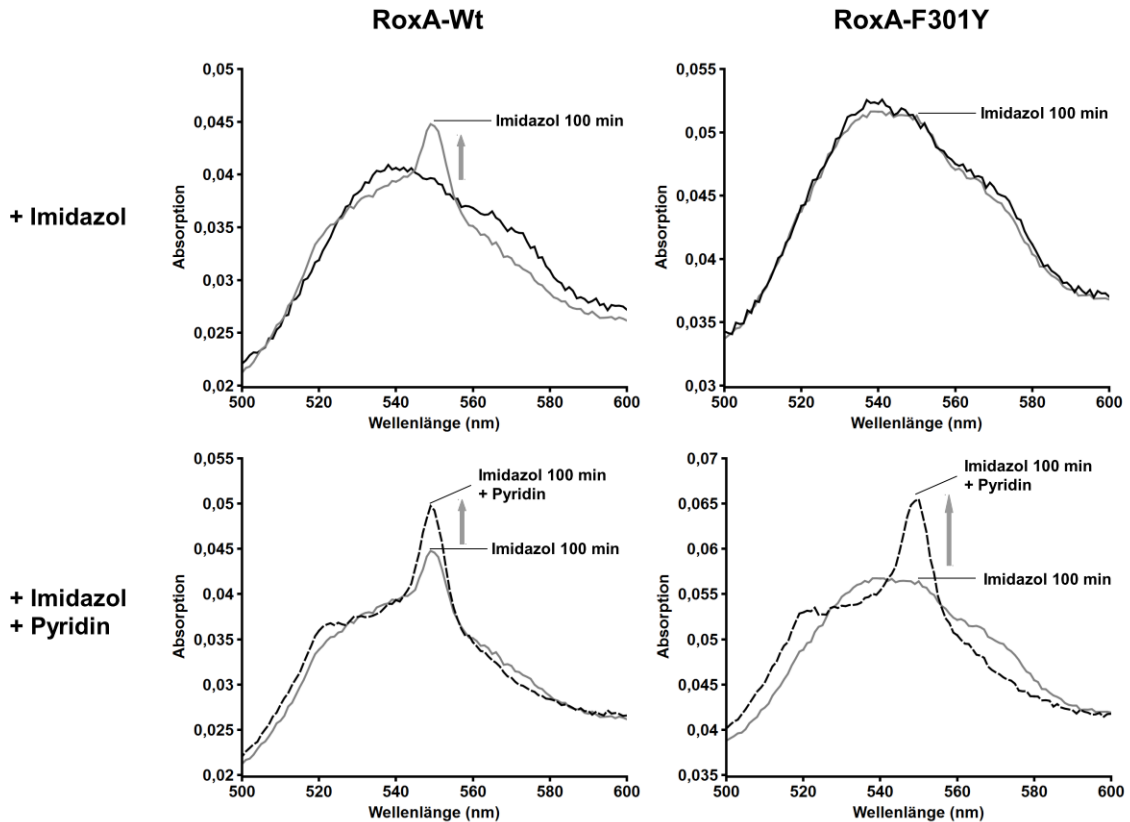 RoxA-Wt
RoxA-F301Y
+ Imidazol
Absorption
0,05
0,045
0,04
0,035
0,03
0,025
0,02
Imidazol 100 min
500
520
540
560
580
600
Wellenlänge (nm)
Absorption
0,055
0,05
0,045
0,04
0,035
0,03
Imidazol 100 min
500
520
540
560
580
600
Wellenlänge (nm)
+ Imidazol
+ Pyridin
Absorption
0,055
0,05
0,045
0,04
0,035
0,03
0,025
0,02
Imidazol 100 min
+ Pyridin
Imidazol 100 min
500
520
540
560
580
600
Wellenlänge (nm)
Absorption
0,07
0,065
0,06
0,055
0,05
0,045
0,04
0,035
Imidazol 100 min
+ Pyridin
Imidazol 100 min
500
520
540
560
580
600
Wellenlänge (nm)